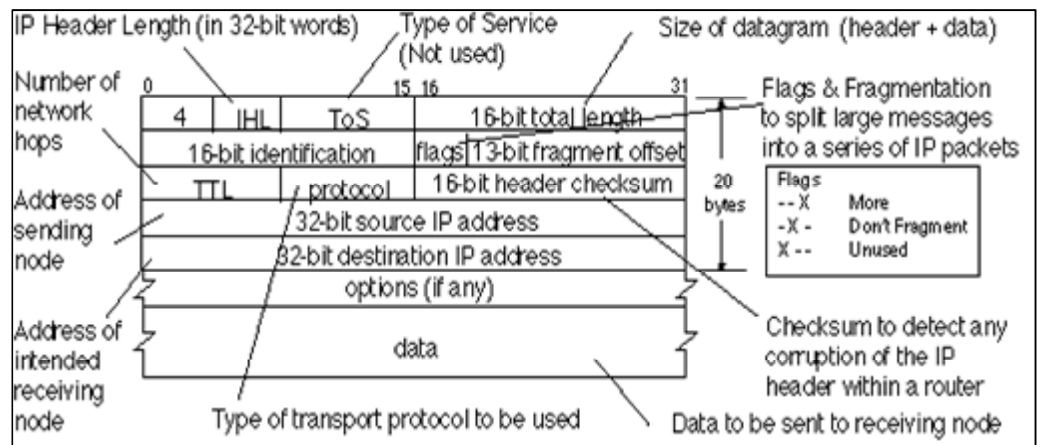 IP Header Length (in 32-bit words)
Type of Service
(Not used)
Size of datagram (header + data)
Number of
network
hops
0 15 16 31
4 IHL ToS 16-bit total length
16-bit identification flags 13-bit fragment offset
TTL protocol 16-bit header checksum
32-bit source IP address
32-bit destination IP address
options (if any)
data
20
bytes
Flags & Fragmentation
to split large messages
into a series of IP packets
Flags
--X More
-X- Don't Fragment
X-- Unused
Address of
sending
node
Address of
intended
receiving
node
Type of transport protocol to be used
Checksum to detect any
corruption of the IP
header within a router
Data to be sent to receiving node